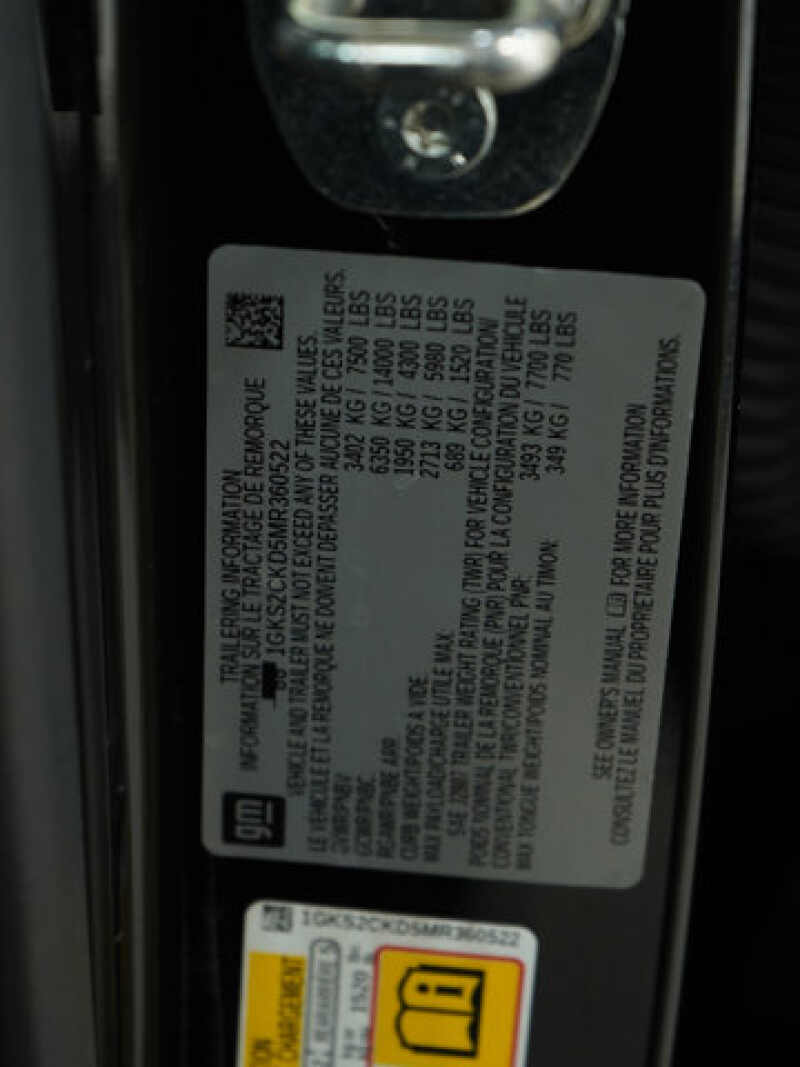 gm
TRAILERING INFORMATION
INFORMATION SUR LE TRACTAGE DE REMORQUE
1GKS2CKD5MR360522
VEHICLE AND TRAILER MUST NOT EXCEED ANY OF THESE VALUES.
LE VEHICULE ET LA REMORQUE NE DOIVENT DEPASSER AUCUNE DE CES VALEURS.
GVWR/PNBV 3402 KG / 7500 LBS
GCWR/PNBC 6350 KG / 14000 LBS
RGAWR/PNBE ARR 1950 KG / 4300 LBS
CURB WEIGHT/POIDS A VIDE. 2713 KG / 5980 LBS
MAX PAYLOAD/CHARGE UTILE MAX. 689 KG / 1520 LBS
SAE J2807 TRAILER WEIGHT RATING (TWR) FOR VEHICLE CONFIGURATION/
POIDS NOMINAL DE LA REMORQUE (PNR) POUR LA CONFIGURATION DU VEHICULE
CONVENTIONAL TWR/CONVENTIONNEL PNR: 3493 KG / 7700 LBS
MAX TONGUE WEIGHT/POIDS NOMINAL AU TIMON: 349 KG / 770 LBS
SEE OWNER'S MANUAL FOR MORE INFORMATION
CONSULTEZ LE MANUEL DU PROPRIETAIRE POUR PLUS D'INFORMATIONS.
1GKS2CKD5MR360522
CHARGEMENT
5
1520